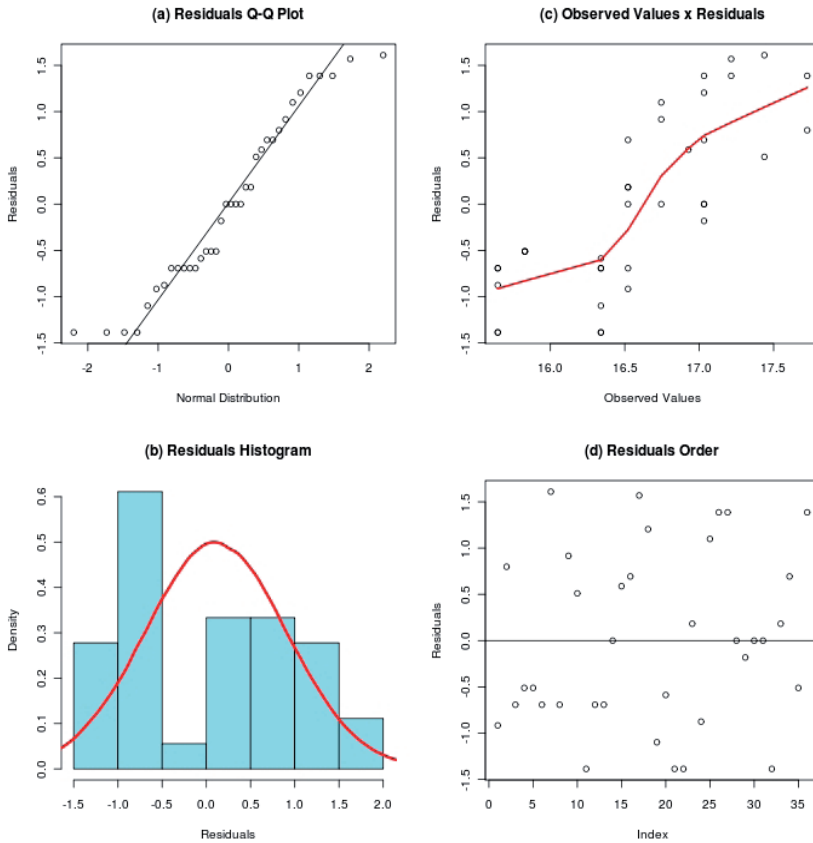 (a) Residuals Q-Q Plot
Residuals
1.5
1.0
0.5
0.0
-0.5
-1.0
-1.5
-2 -1 0 1 2
Normal Distribution
(c) Observed Values x Residuals
Residuals
1.5
1.0
0.5
0.0
-0.5
-1.0
-1.5
16.0 16.5 17.0 17.5
Observed Values
(b) Residuals Histogram
Density
0.6
0.5
0.4
0.3
0.2
0.1
0.0
-1.5 -1.0 -0.5 0.0 0.5 1.0 1.5 2.0
Residuals
(d) Residuals Order
Residuals
1.5
1.0
0.5
0.0
-0.5
-1.0
-1.5
0 5 10 15 20 25 30 35
Index